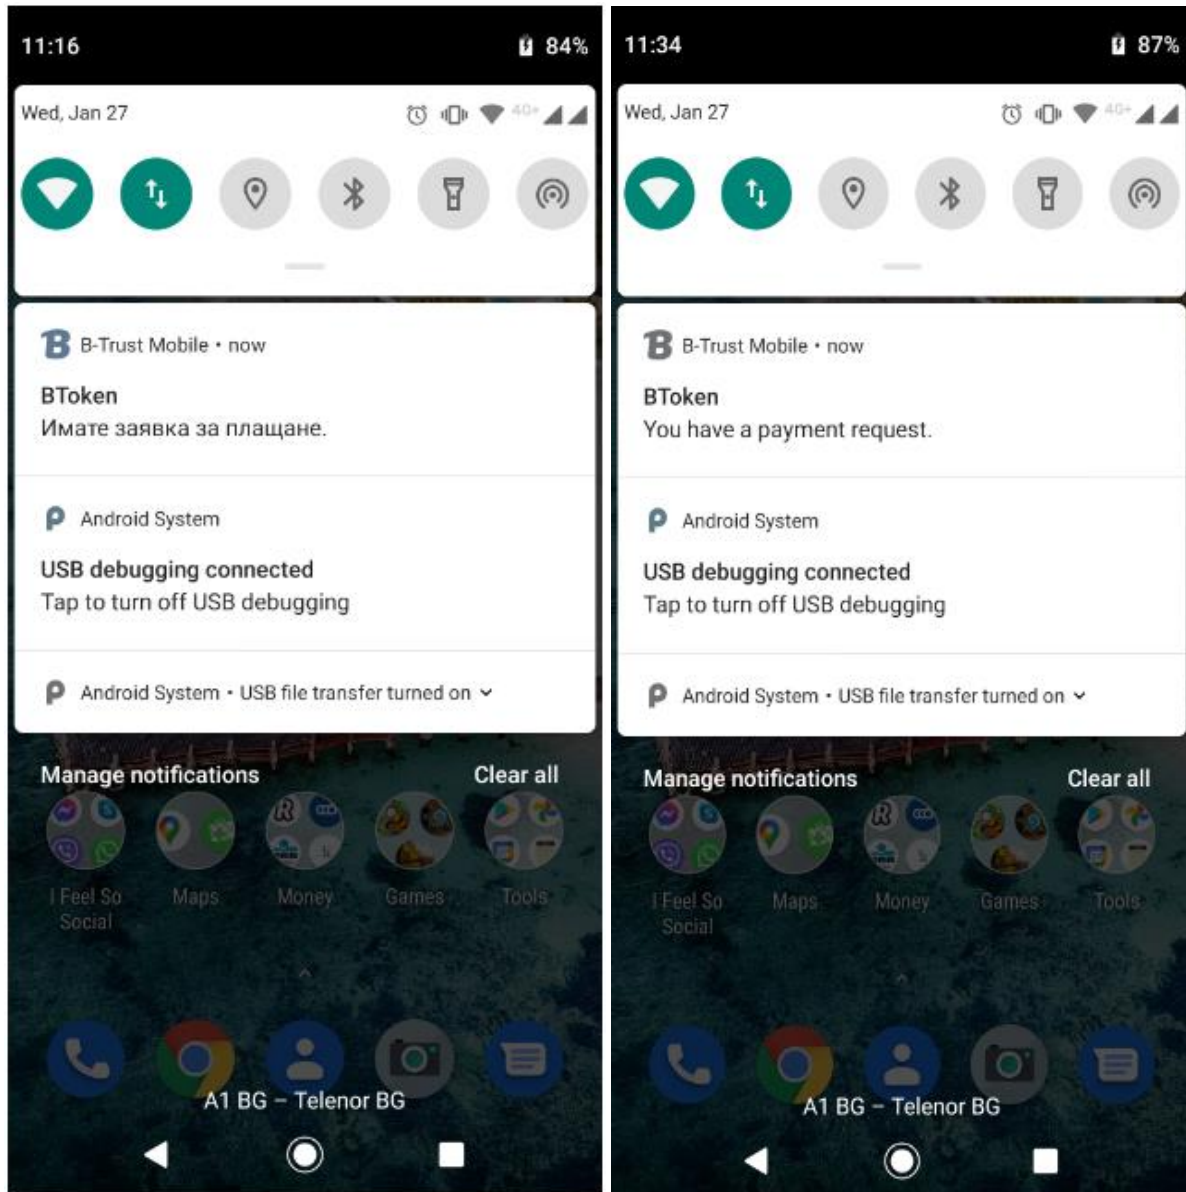 11:16
84%
Wed, Jan 27
4G+
B-Trust Mobile • now
BToken
Имате заявка за плащане.
Android System
USB debugging connected
Tap to turn off USB debugging
Android System • USB file transfer turned on
Manage notifications
Clear all
I Feel So Social
Maps
Money
Games
Tools
A1 BG – Telenor BG
11:34
87%
Wed, Jan 27
4G+
B-Trust Mobile • now
BToken
You have a payment request.
Android System
USB debugging connected
Tap to turn off USB debugging
Android System • USB file transfer turned on
Manage notifications
Clear all
I Feel So Social
Maps
Money
Games
Tools
A1 BG – Telenor BG